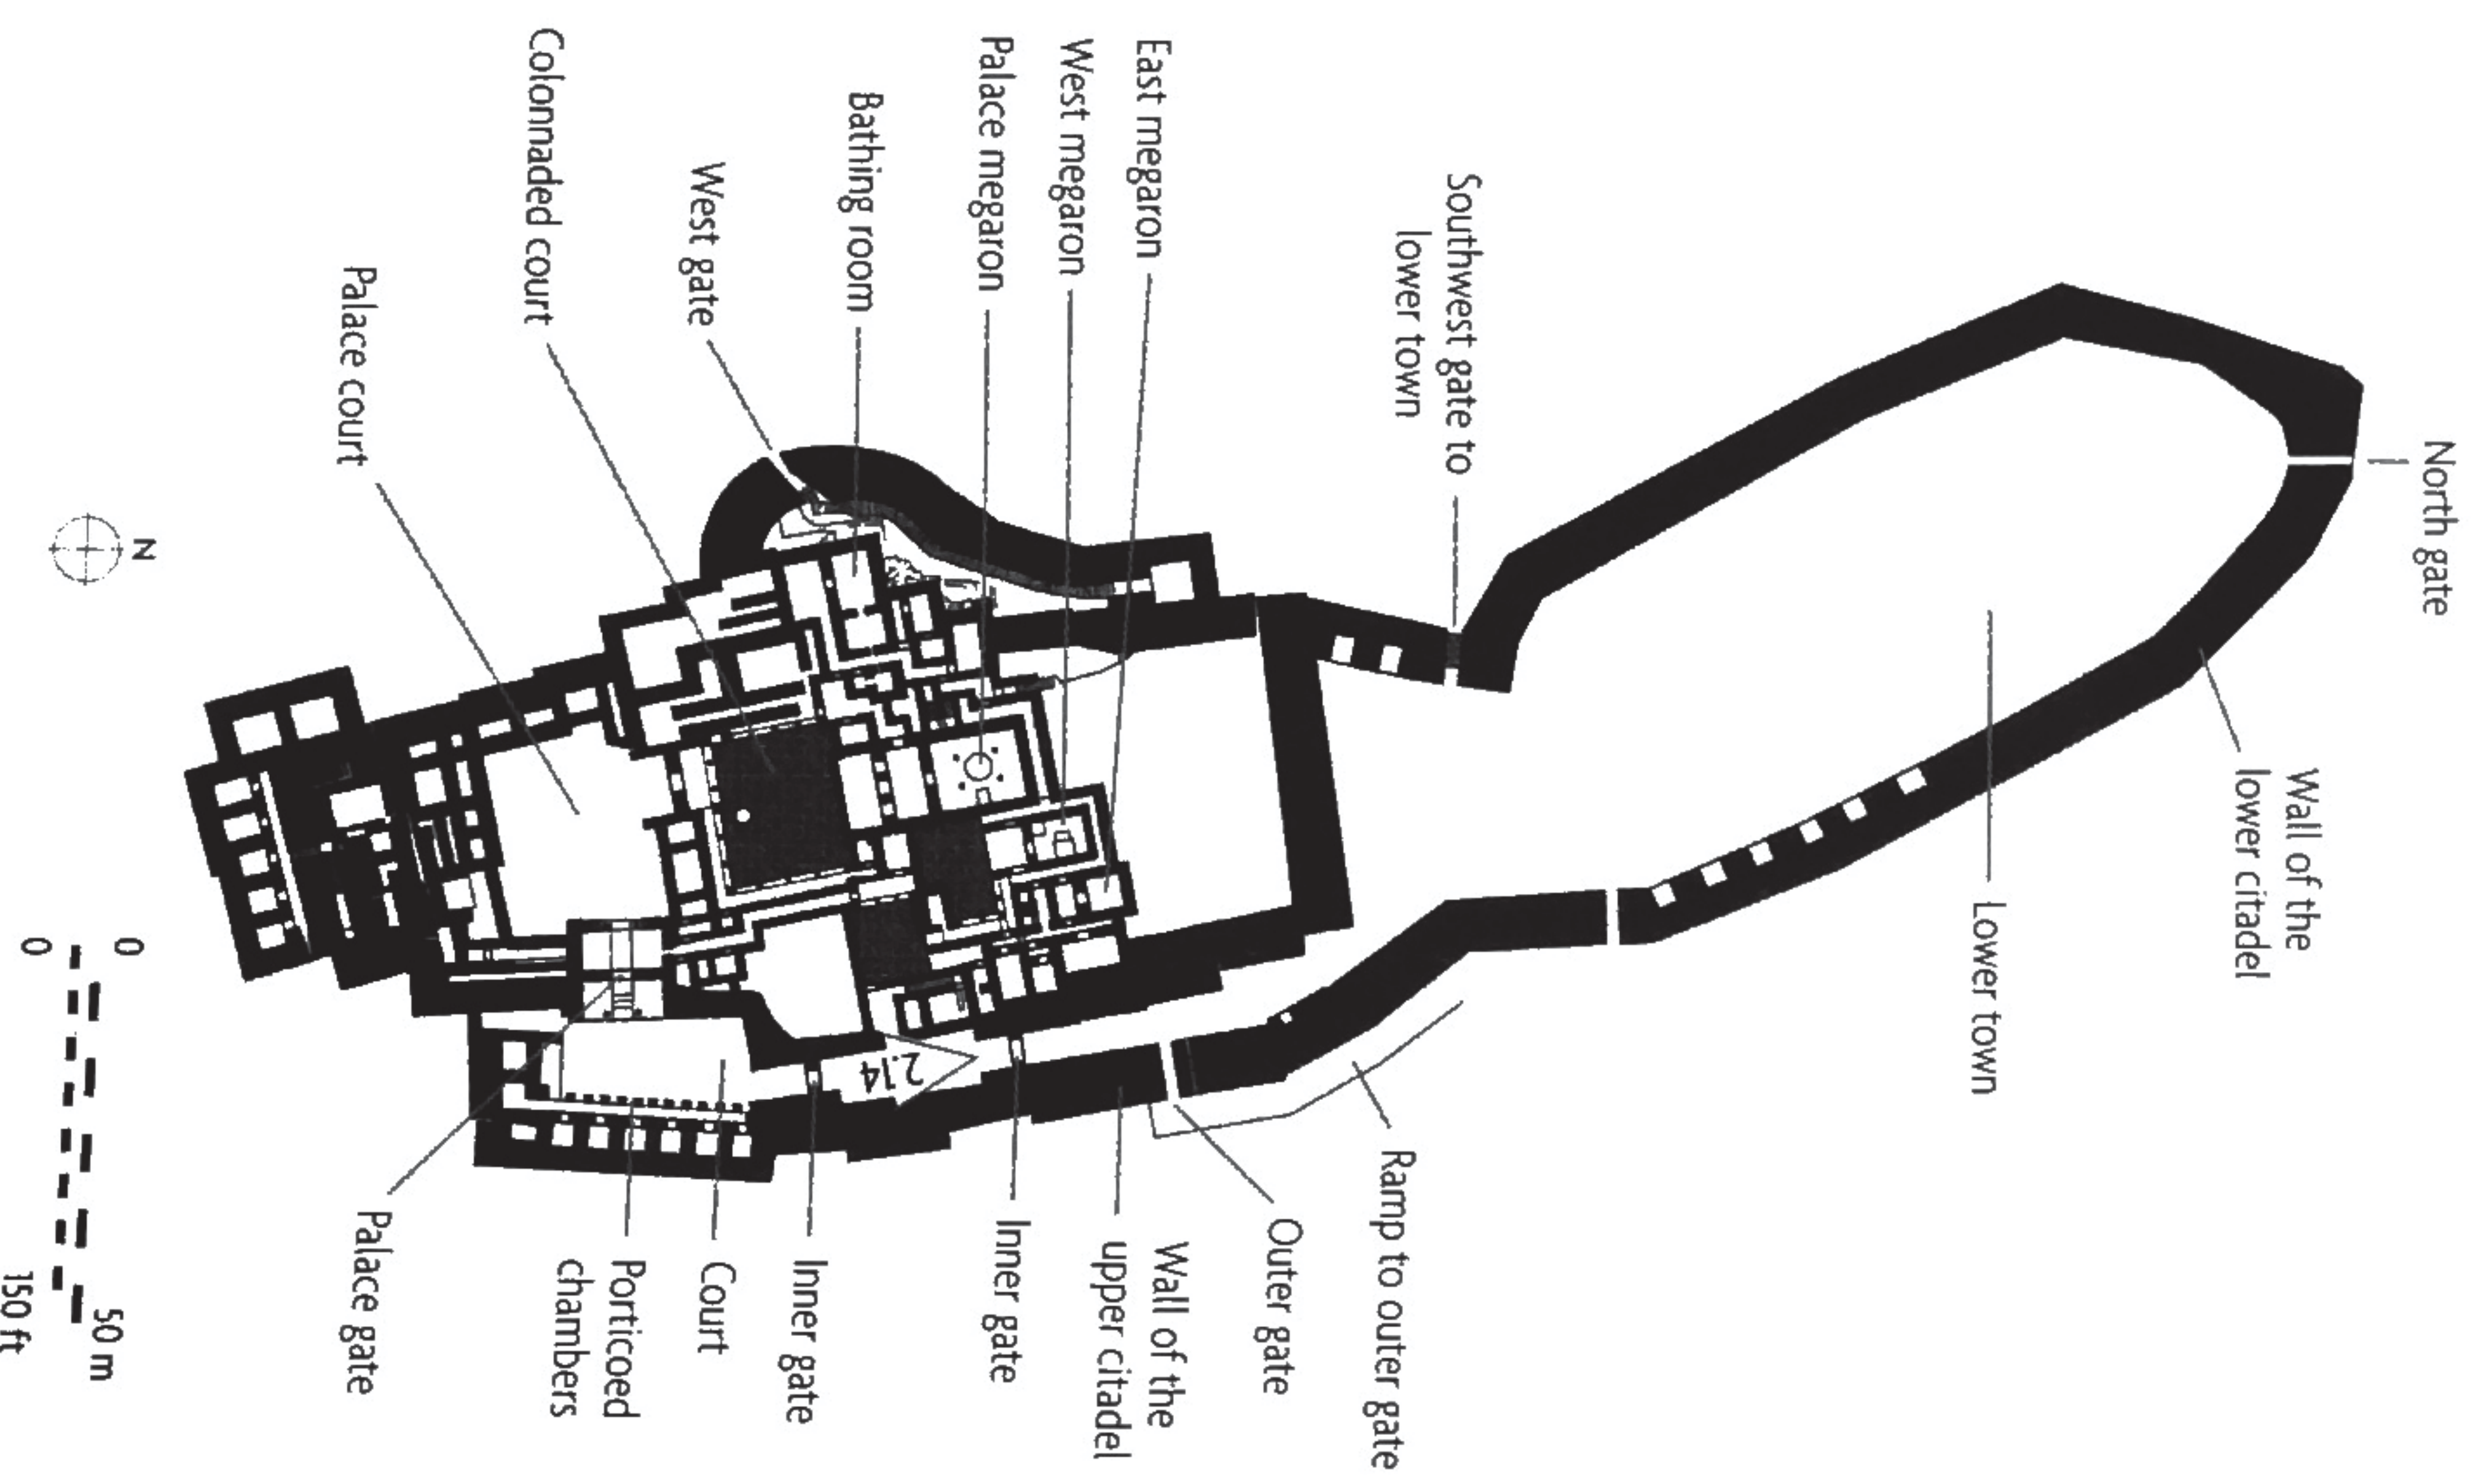 North gate
Wall of the
lower citadel
Lower town
Southwest gate to
lower town
Ramp to outer gate
Outer gate
East megaron
West megaron
Palace megaron
Wall of the
upper citadel
Inner gate
Bathing room
2.14
Inner gate
West gate
Court
Colonnaded court
Porticoed
chambers
Palace court
Palace gate
N
0
50 m
0
150 ft